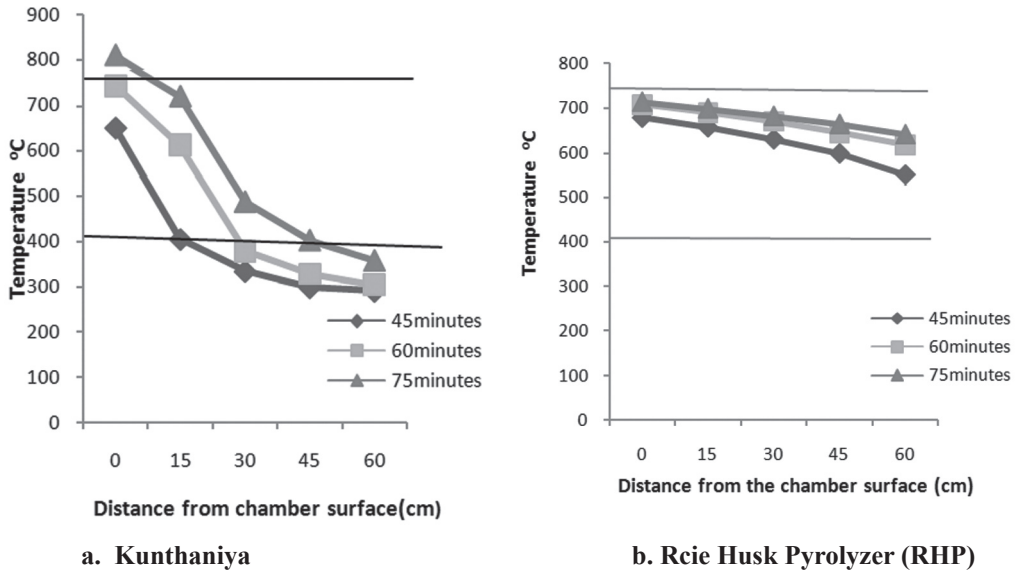 900
800
700
600
500
400
300
200
100
0
Temperature ºC
0 15 30 45 60
45minutes
60minutes
75minutes
Distance from chamber surface(cm)
a. Kunthaniya
800
700
600
500
400
300
200
100
0
Temperature ºC
0 15 30 45 60
45minutes
60minutes
75minutes
Distance from the chamber surface (cm)
b. Rcie Husk Pyrolyzer (RHP)